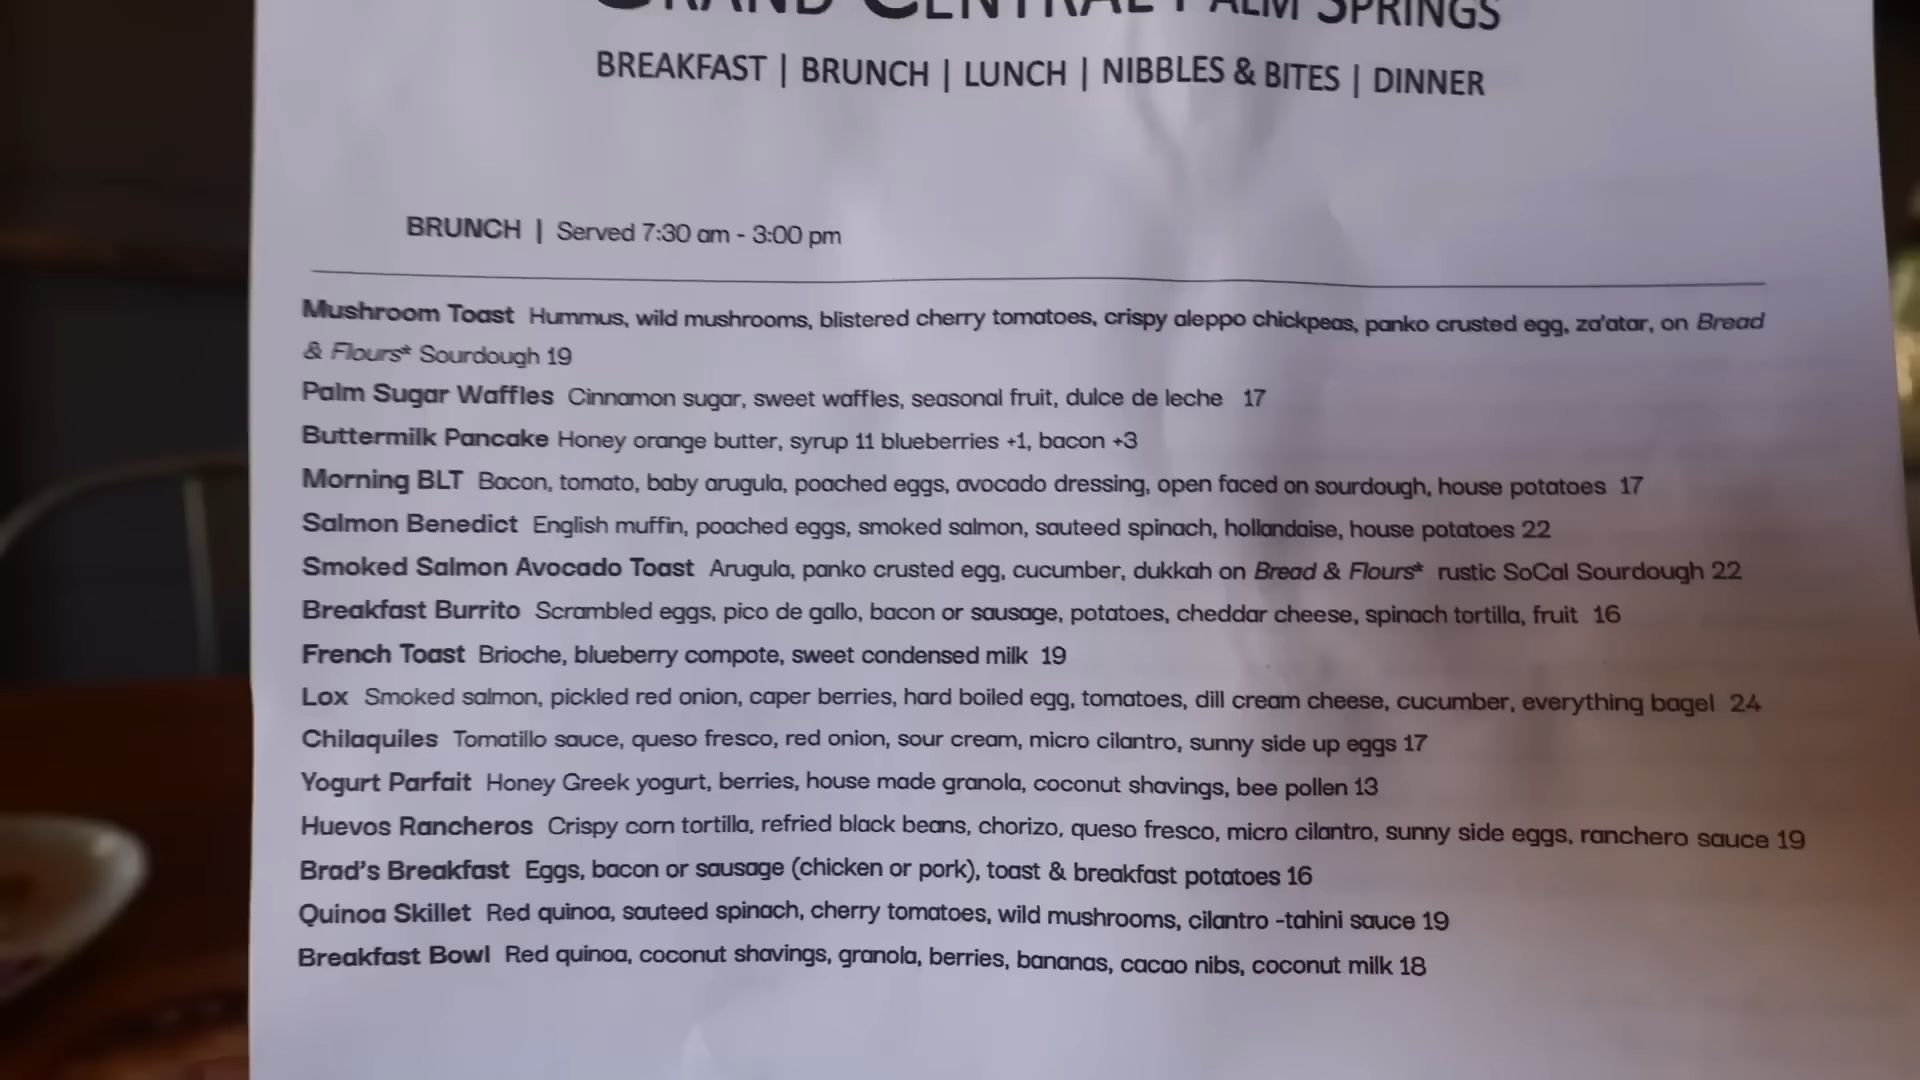 GRAND CENTRAL PALM SPRINGS
BREAKFAST | BRUNCH | LUNCH | NIBBLES & BITES | DINNER
BRUNCH | Served 7:30 am - 3:00 pm
Mushroom Toast Hummus, wild mushrooms, blistered cherry tomatoes, crispy aleppo chickpeas, panko crusted egg, za'atar, on Bread
& Flours* Sourdough 19
Palm Sugar Waffles Cinnamon sugar, sweet waffles, seasonal fruit, dulce de leche 17
Buttermilk Pancake Honey orange butter, syrup 11 blueberries +1, bacon +3
Morning BLT Bacon, tomato, baby arugula, poached eggs, avocado dressing, open faced on sourdough, house potatoes 17
Salmon Benedict English muffin, poached eggs, smoked salmon, sauteed spinach, hollandaise, house potatoes 22
Smoked Salmon Avocado Toast Arugula, panko crusted egg, cucumber, dukkah on Bread & Flours* rustic SoCal Sourdough 22
Breakfast Burrito Scrambled eggs, pico de gallo, bacon or sausage, potatoes, cheddar cheese, spinach tortilla, fruit 16
French Toast Brioche, blueberry compote, sweet condensed milk 19
Lox Smoked salmon, pickled red onion, caper berries, hard boiled egg, tomatoes, dill cream cheese, cucumber, everything bagel 24
Chilaquiles Tomatillo sauce, queso fresco, red onion, sour cream, micro cilantro, sunny side up eggs 17
Yogurt Parfait Honey Greek yogurt, berries, house made granola, coconut shavings, bee pollen 13
Huevos Rancheros Crispy corn tortilla, refried black beans, chorizo, queso fresco, micro cilantro, sunny side eggs, ranchero sauce 19
Brad's Breakfast Eggs, bacon or sausage (chicken or pork), toast & breakfast potatoes 16
Quinoa Skillet Red quinoa, sauteed spinach, cherry tomatoes, wild mushrooms, cilantro -tahini sauce 19
Breakfast Bowl Red quinoa, coconut shavings, granola, berries, bananas, cacao nibs, coconut milk 18